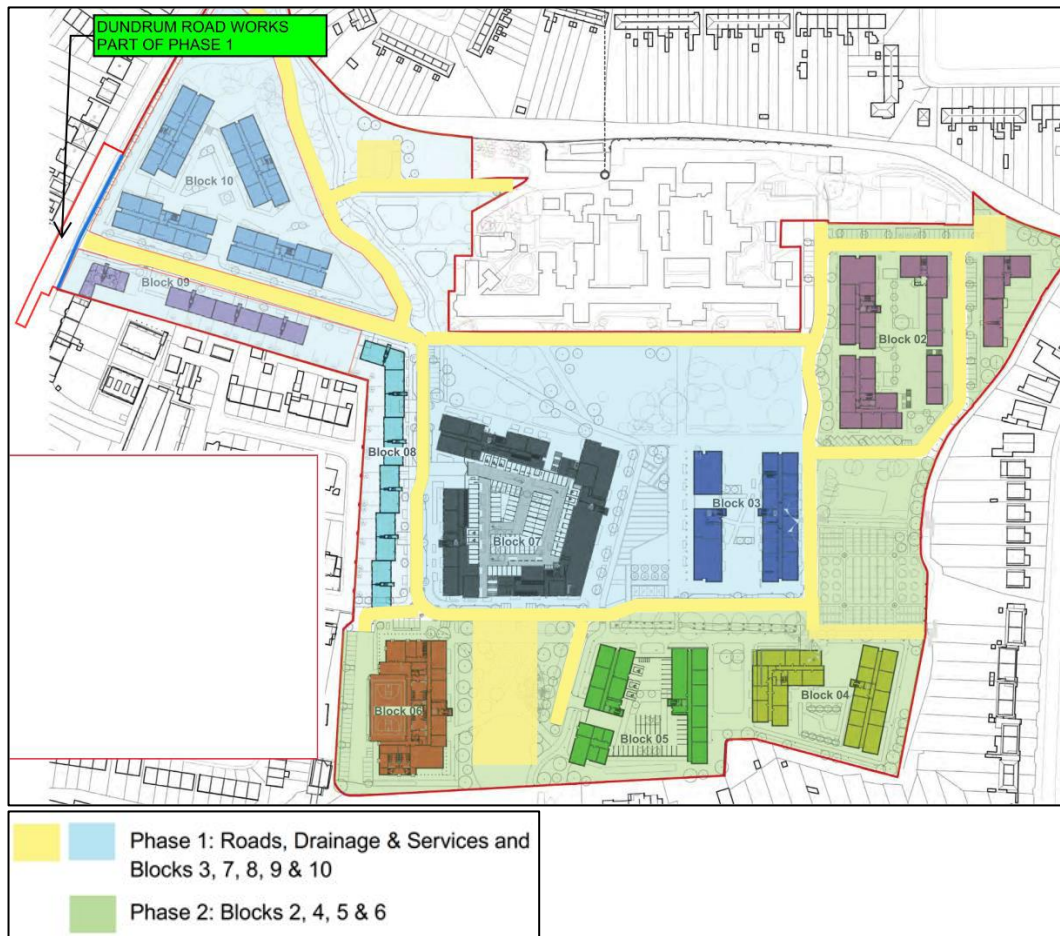 DUNDRUM ROAD WORKS
PART OF PHASE 1
Block 10
Block 09
Block 02
Block 08
Block 03
Block 07
Block 06
Block 05
Block 04
Phase 1: Roads, Drainage & Services and
Blocks 3, 7, 8, 9 & 10
Phase 2: Blocks 2, 4, 5 & 6